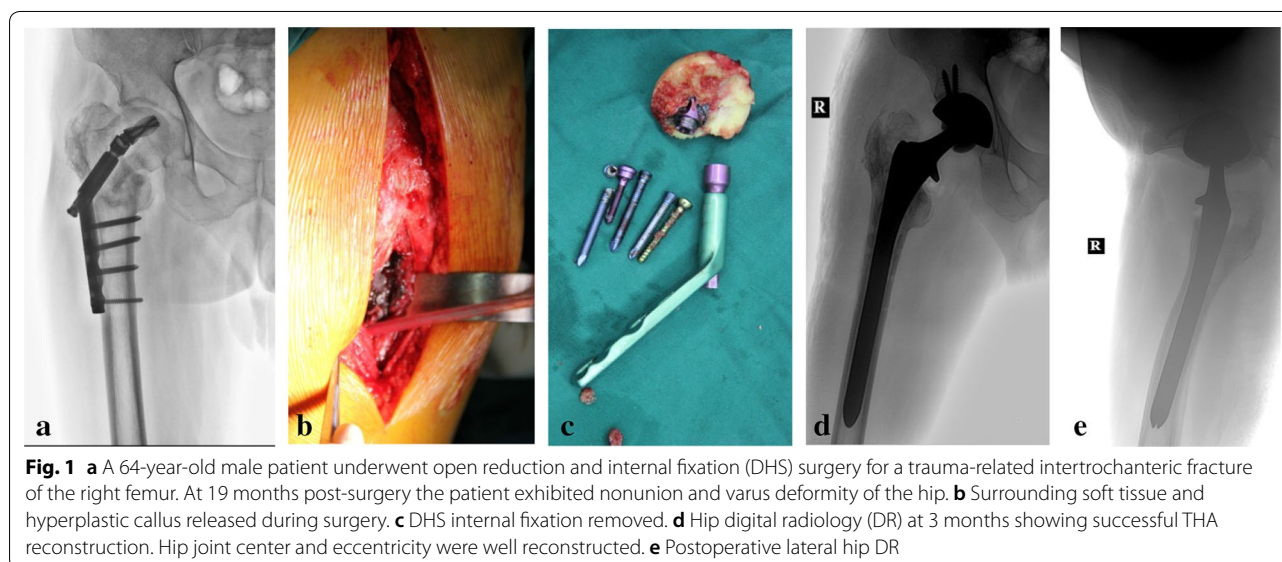 R
R
a
b
c
d
e
Fig. 1 a A 64-year-old male patient underwent open reduction and internal fixation (DHS) surgery for a trauma-related intertrochanteric fracture
of the right femur. At 19 months post-surgery the patient exhibited nonunion and varus deformity of the hip. b Surrounding soft tissue and
hyperplastic callus released during surgery. c DHS internal fixation removed. d Hip digital radiology (DR) at 3 months showing successful THA
reconstruction. Hip joint center and eccentricity were well reconstructed. e Postoperative lateral hip DR